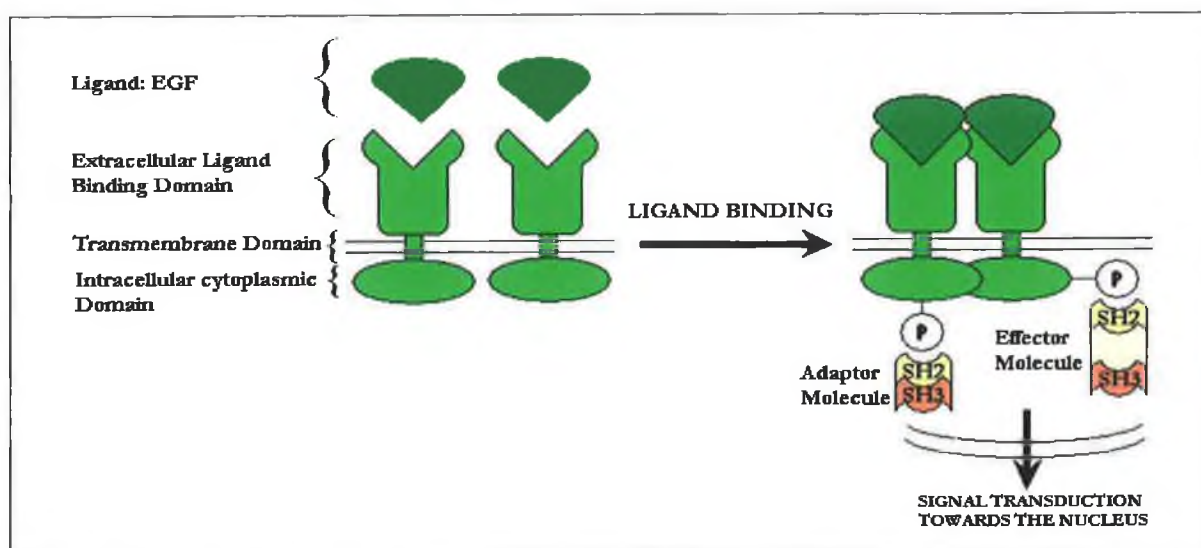 Ligand: EGF
Extracellular Ligand
Binding Domain
Transmembrane Domain
Intracellular cytoplasmic
Domain
LIGAND BINDING
P
P
SH2
SH3
Adaptor
Molecule
SH2
SH3
Effector
Molecule
SIGNAL TRANSDUCTION
TOWARDS THE NUCLEUS